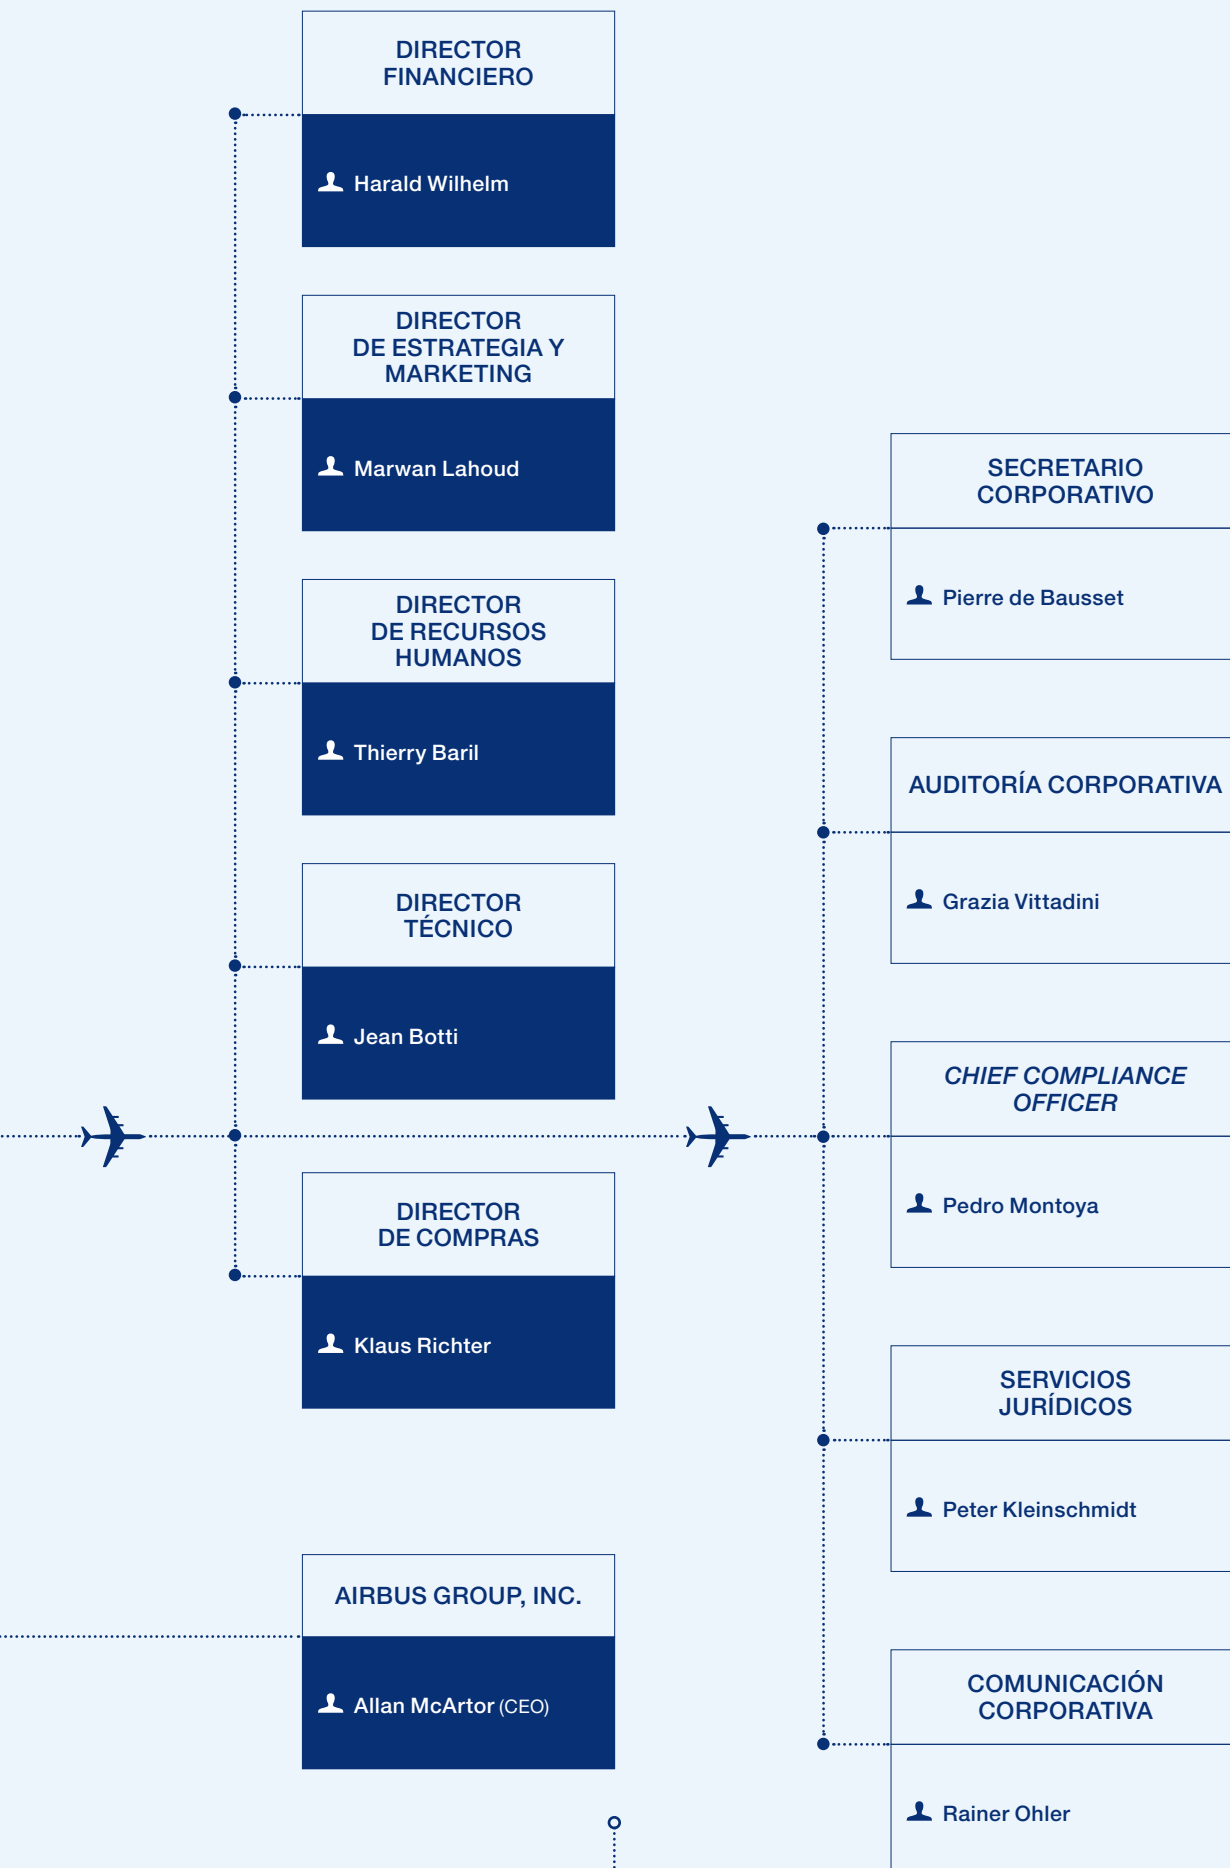 DIRECTOR
FINANCIERO
Harald Wilhelm
DIRECTOR
DE ESTRATEGIA Y
MARKETING
Marwan Lahoud
DIRECTOR
DE RECURSOS
HUMANOS
Thierry Baril
DIRECTOR
TÉCNICO
Jean Botti
DIRECTOR
DE COMPRAS
Klaus Richter
AIRBUS GROUP, INC.
Allan McArtor (CEO)
SECRETARIO
CORPORATIVO
Pierre de Bausset
AUDITORÍA CORPORATIVA
Grazia Vittadini
CHIEF COMPLIANCE
OFFICER
Pedro Montoya
SERVICIOS
JURÍDICOS
Peter Kleinschmidt
COMUNICACIÓN
CORPORATIVA
Rainer Ohler